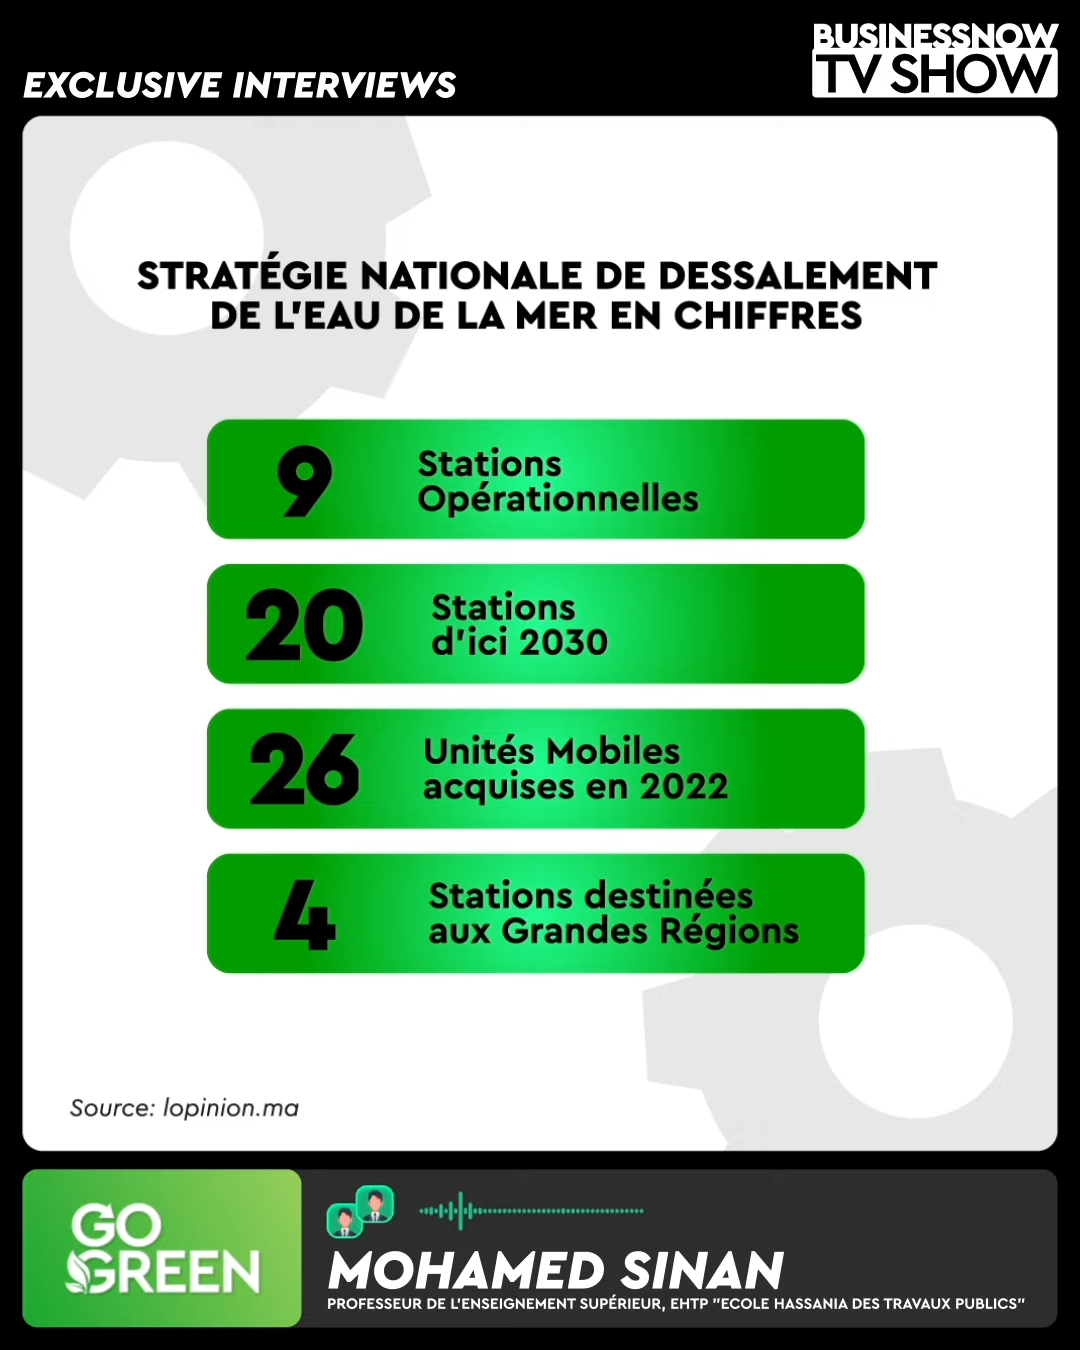 EXCLUSIVE INTERVIEWS
BUSINESSNOW
TV SHOW
STRATÉGIE NATIONALE DE DESSALEMENT
DE L'EAU DE LA MER EN CHIFFRES
9
Stations
Opérationnelles
20
Stations
d'ici 2030
26
Unités Mobiles
acquises en 2022
4
Stations destinées
aux Grandes Régions
Source: lopinion.ma
GO
GREEN
MOHAMED SINAN
PROFESSEUR DE L'ENSEIGNEMENT SUPÉRIEUR, EHTP "ECOLE HASSANIA DES TRAVAUX PUBLICS"